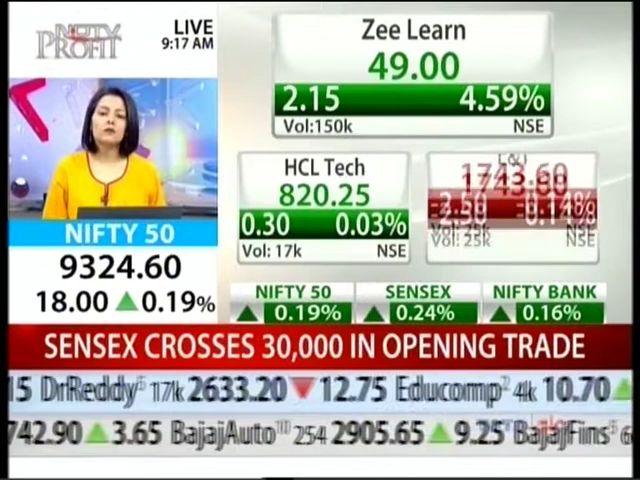 NDTV
PROFIT
LIVE
9:17 AM
NIFTY 50
9324.60
18.00 ▲ 0.19%
Zee Learn
49.00
2.15 4.59%
Vol:150k NSE
HCL Tech
820.25
0.30 0.03%
Vol: 17k NSE
L&T
NSE
NIFTY 50
▲ 0.19%
SENSEX
▲ 0.24%
NIFTY BANK
▲ 0.16%
SENSEX CROSSES 30,000 IN OPENING TRADE
15 DrReddy 17k 2633.20 ▼ 12.75 Educomp 4k 10.70 ▲
742.90 ▲ 3.65 BajajAuto 254 2905.65 ▲ 9.25 BajajFins